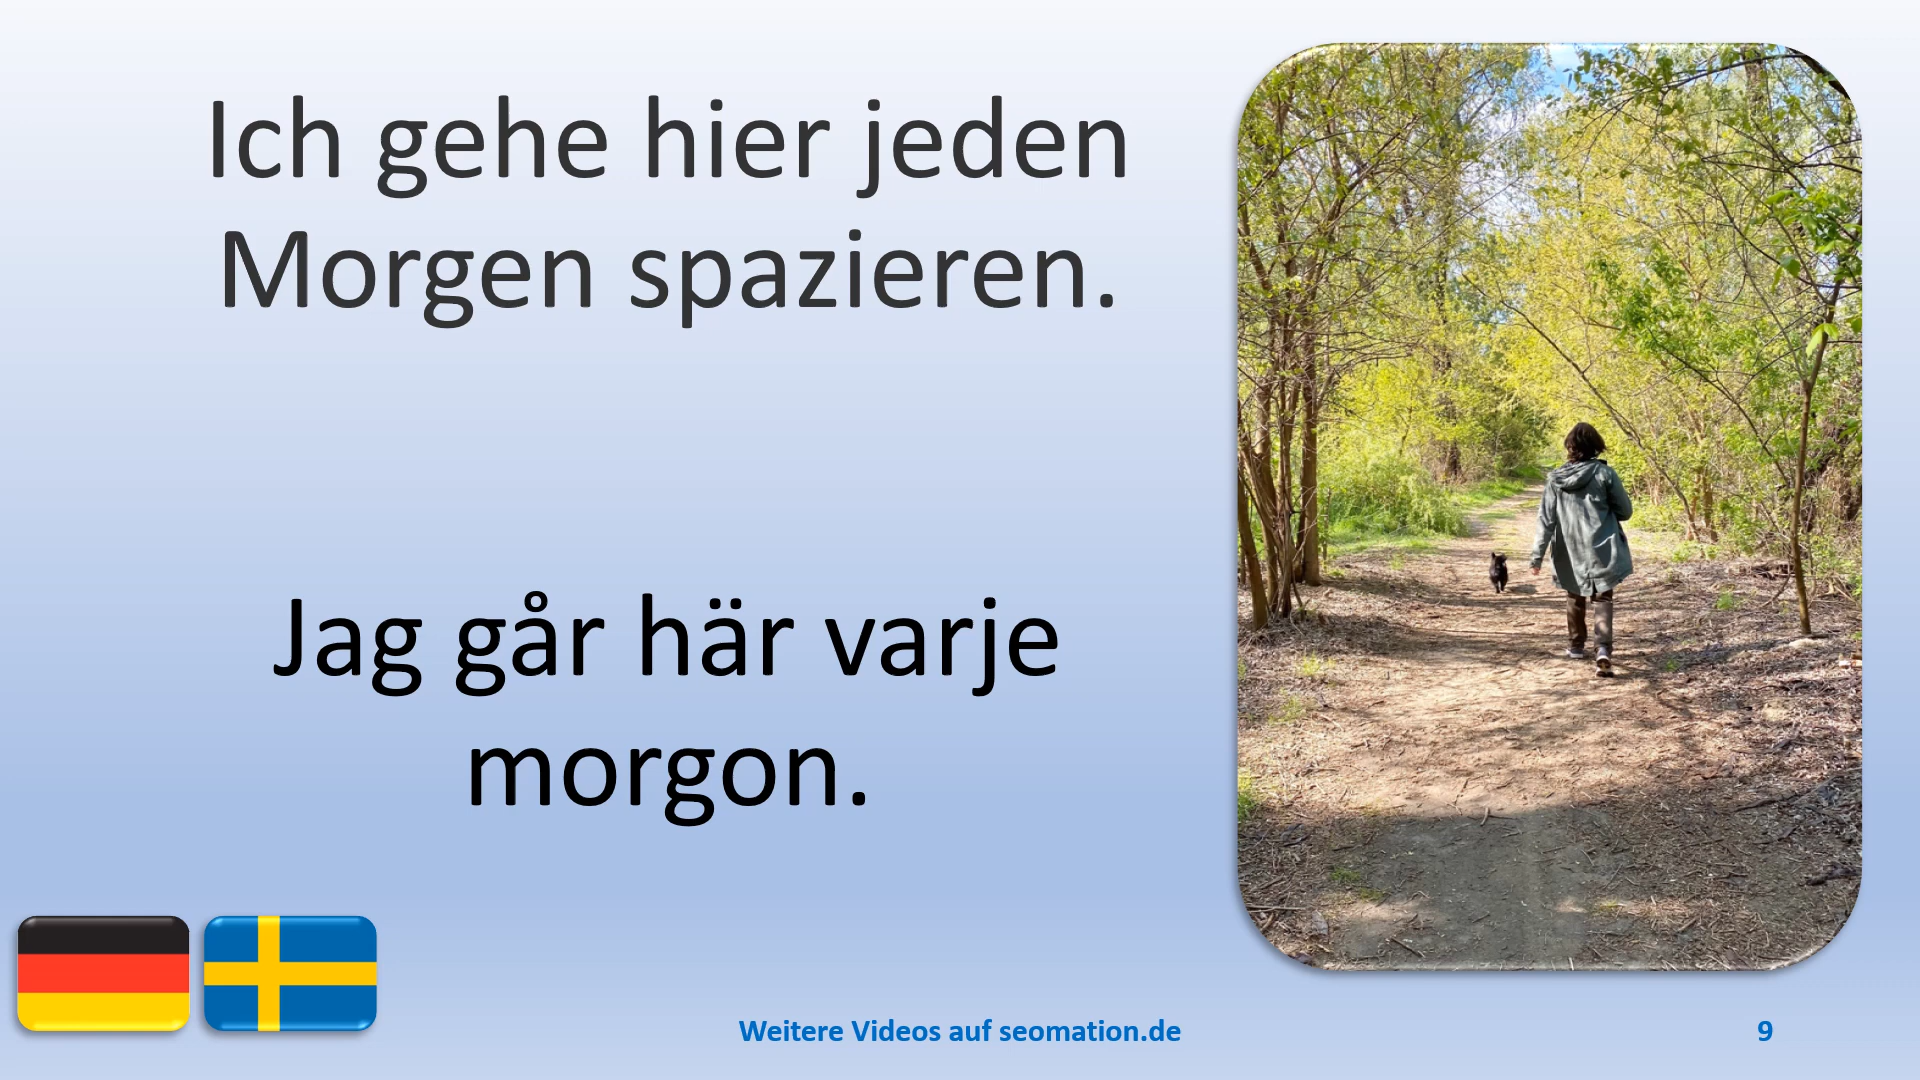 Ich gehe hier jeden
Morgen spazieren.
Jag går här varje
morgon.
Weitere Videos auf seomation.de
9